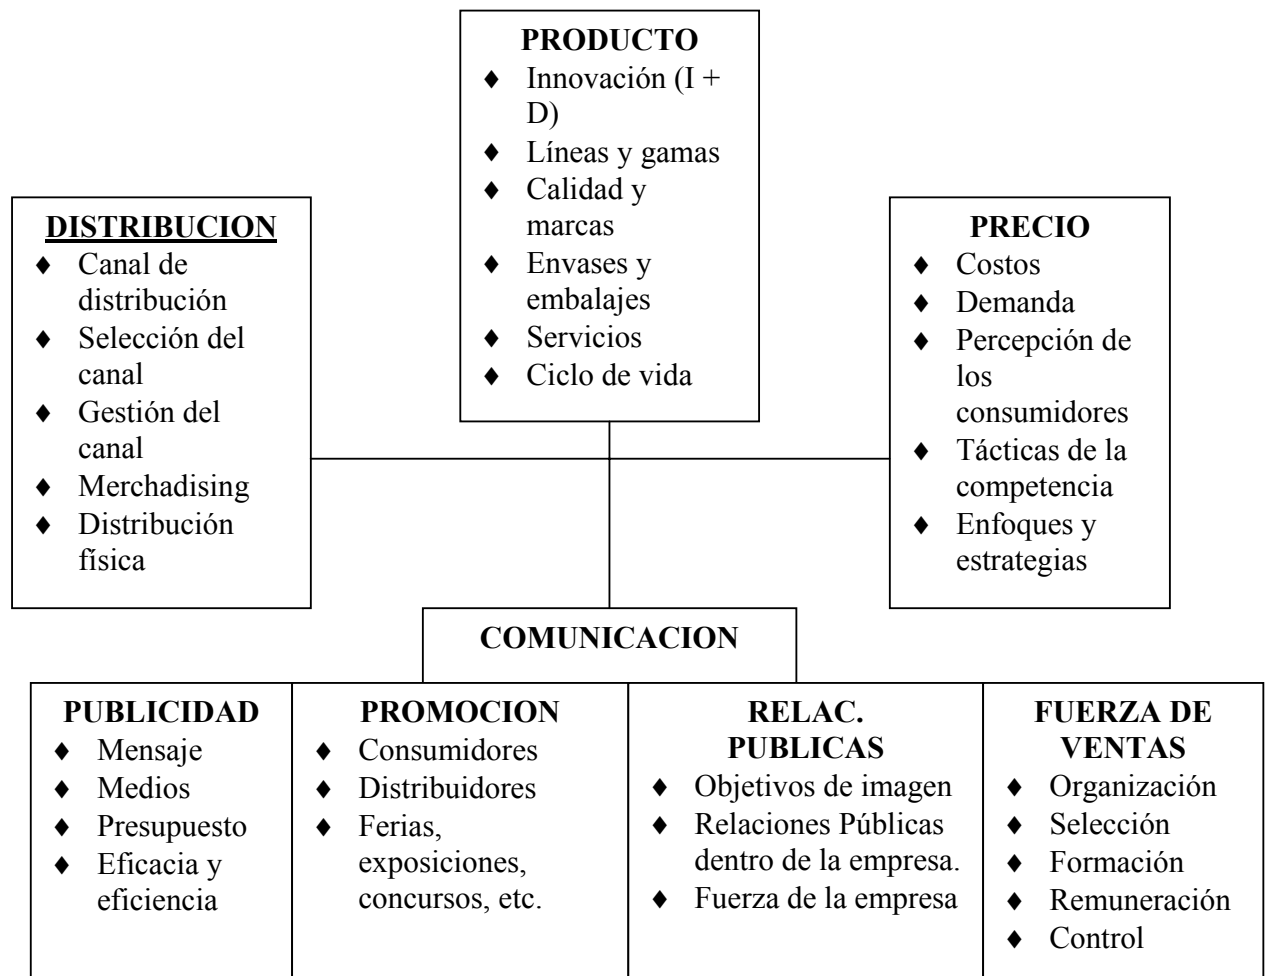 PRODUCTO
♦ Innovación (I +
D)
♦ Líneas y gamas
♦ Calidad y
marcas
♦ Envases y
embalajes
♦ Servicios
♦ Ciclo de vida
DISTRIBUCION
♦ Canal de
distribución
♦ Selección del
canal
♦ Gestión del
canal
♦ Merchadising
♦ Distribución
física
PRECIO
♦ Costos
♦ Demanda
♦ Percepción de
los
consumidores
♦ Tácticas de la
competencia
♦ Enfoques y
estrategias
COMUNICACION
PUBLICIDAD
♦ Mensaje
♦ Medios
♦ Presupuesto
♦ Eficacia y
eficiencia
PROMOCION
♦ Consumidores
♦ Distribuidores
♦ Ferias,
exposiciones,
concursos, etc.
RELAC.
PUBLICAS
♦ Objetivos de imagen
♦ Relaciones Públicas
dentro de la empresa.
♦ Fuerza de la empresa
FUERZA DE
VENTAS
♦ Organización
♦ Selección
♦ Formación
♦ Remuneración
♦ Control